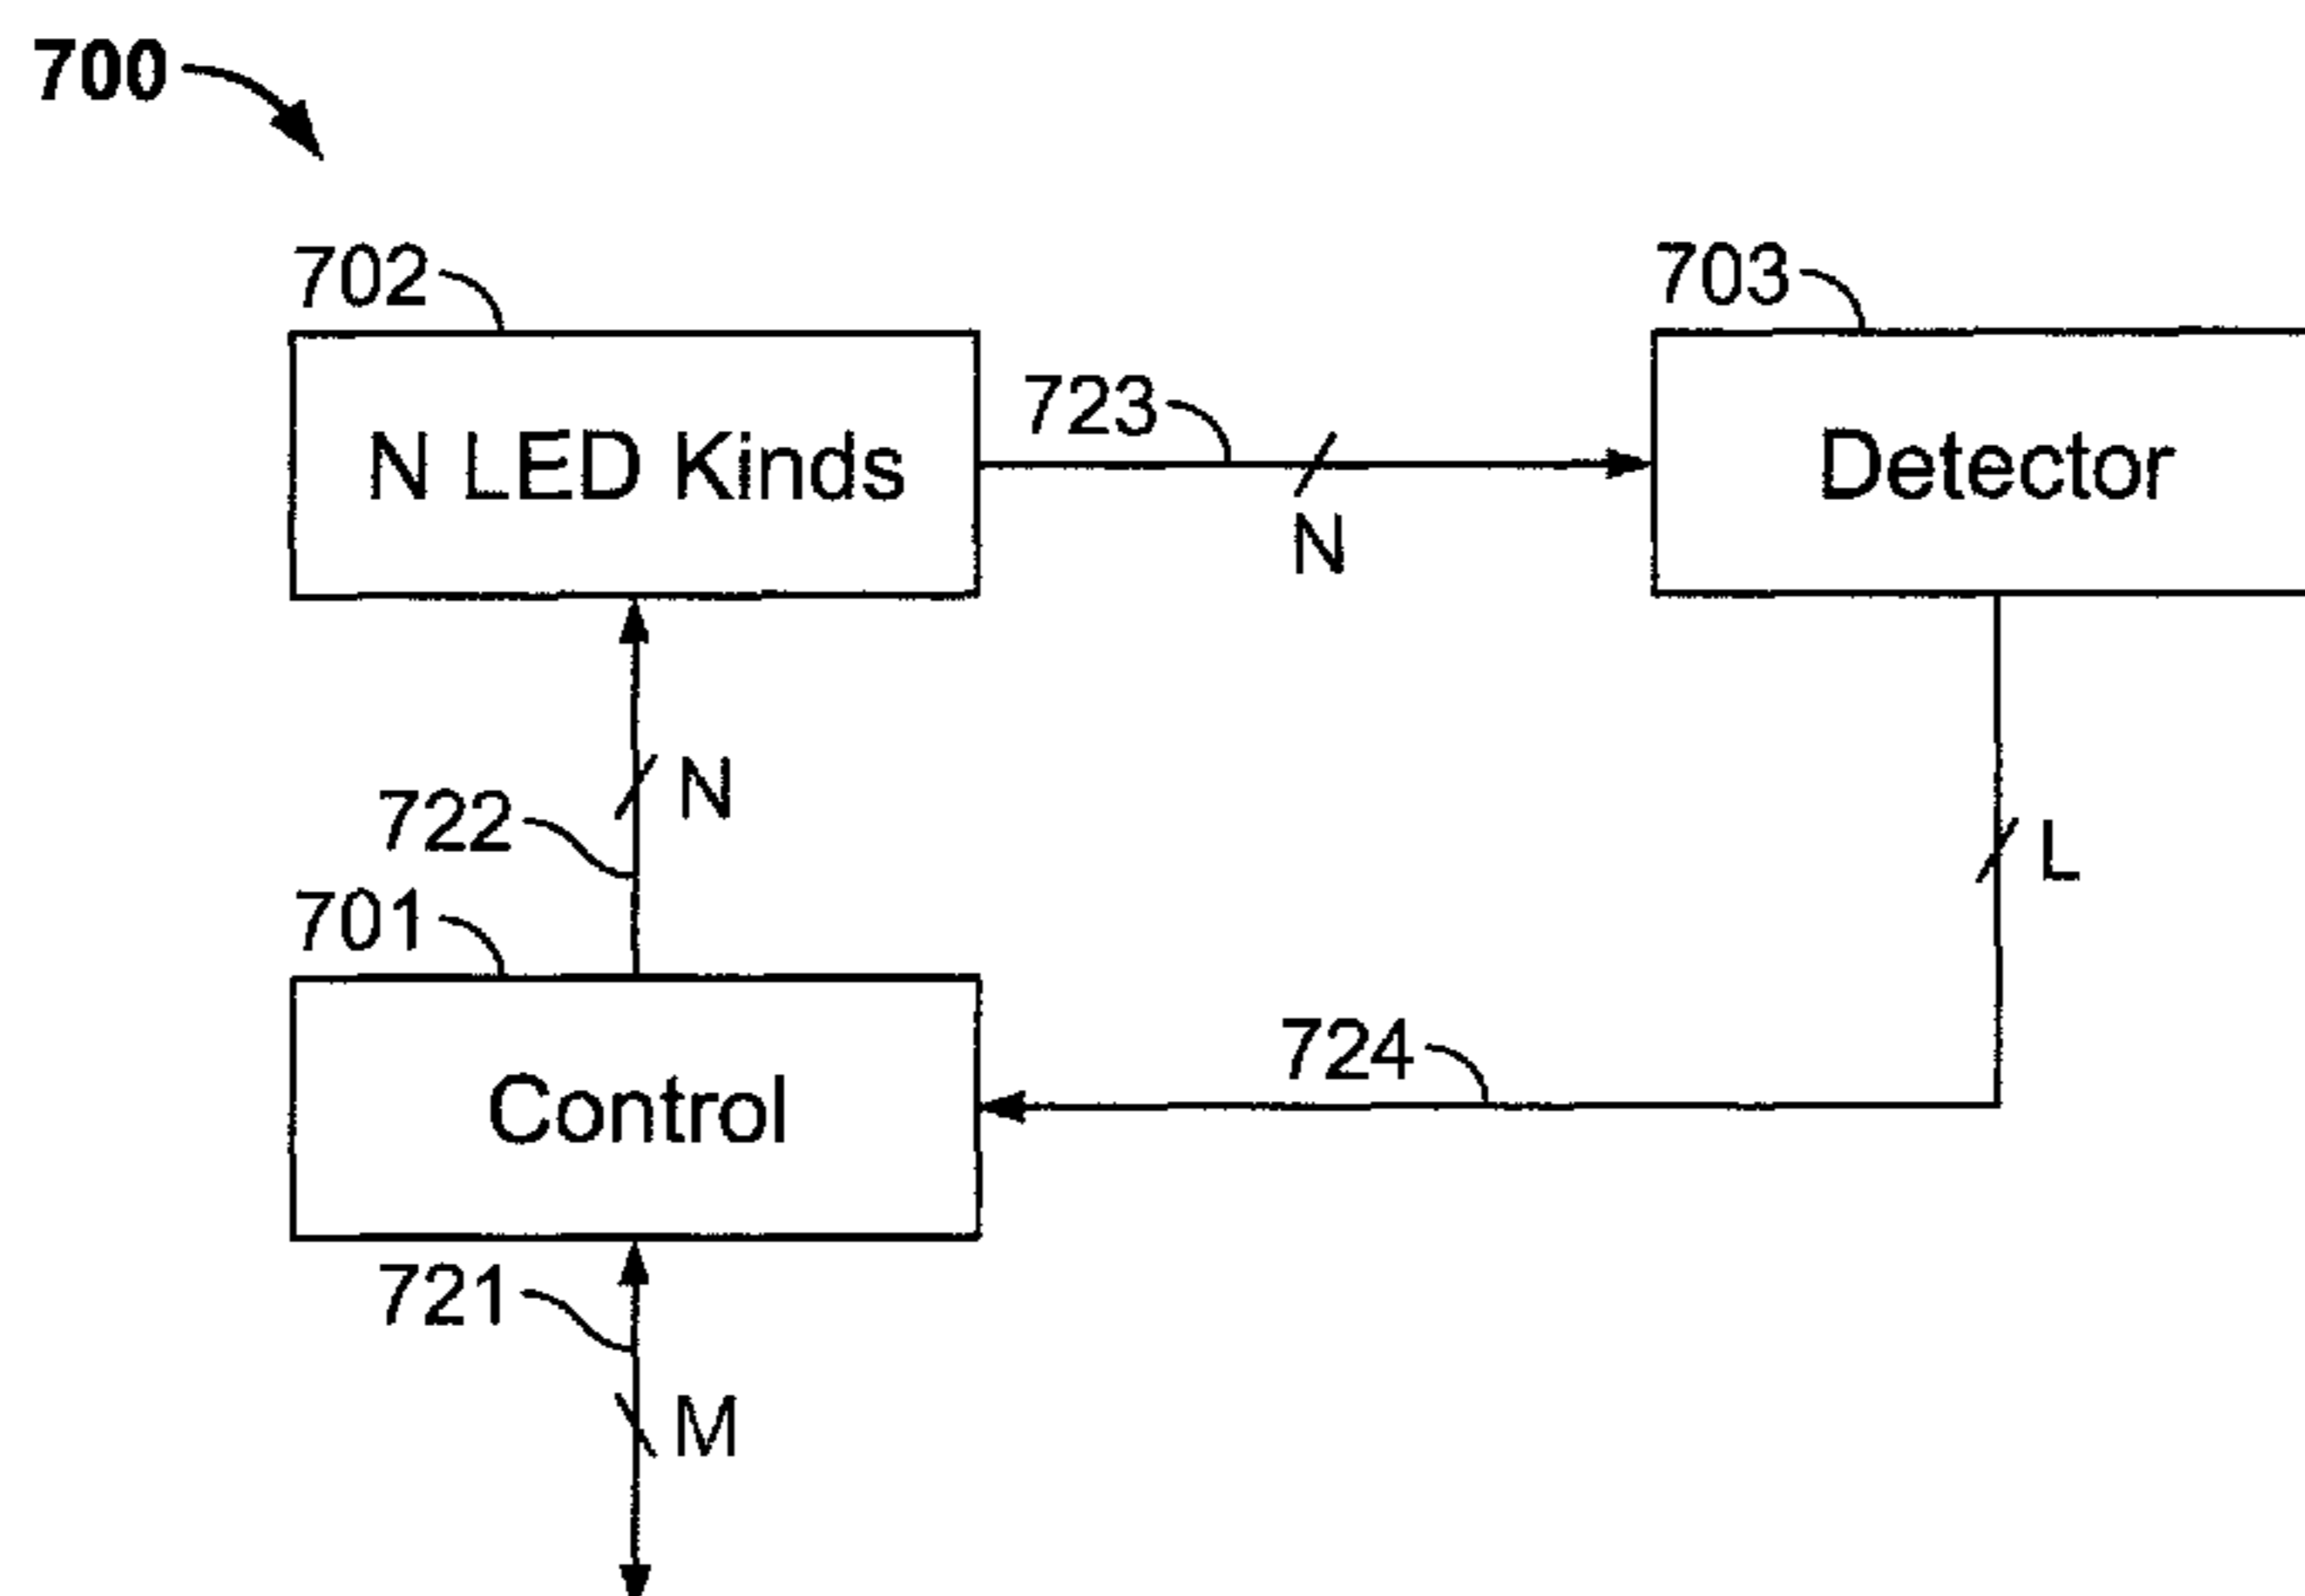 700
702
703
723
N LED Kinds
Detector
N
N
722
L
701
724
Control
721
M